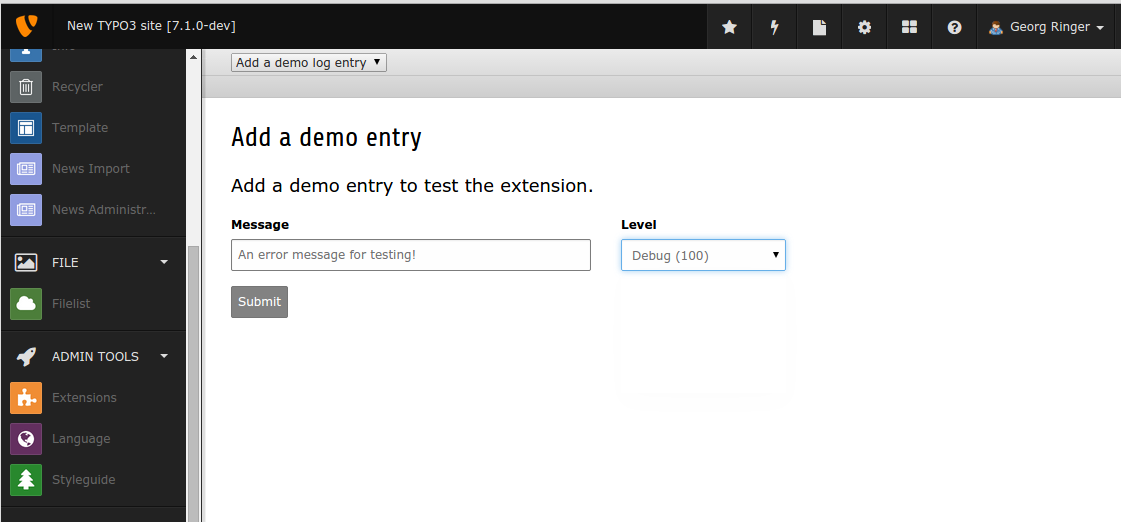 New TYPO3 site [7.1.0-dev]
Georg Ringer
Recycler
Template
News Import
News Administr...
FILE
Filelist
ADMIN TOOLS
Extensions
Language
Styleguide
Add a demo log entry
Add a demo entry
Add a demo entry to test the extension.
Message
Level
An error message for testing!
Debug (100)
Submit